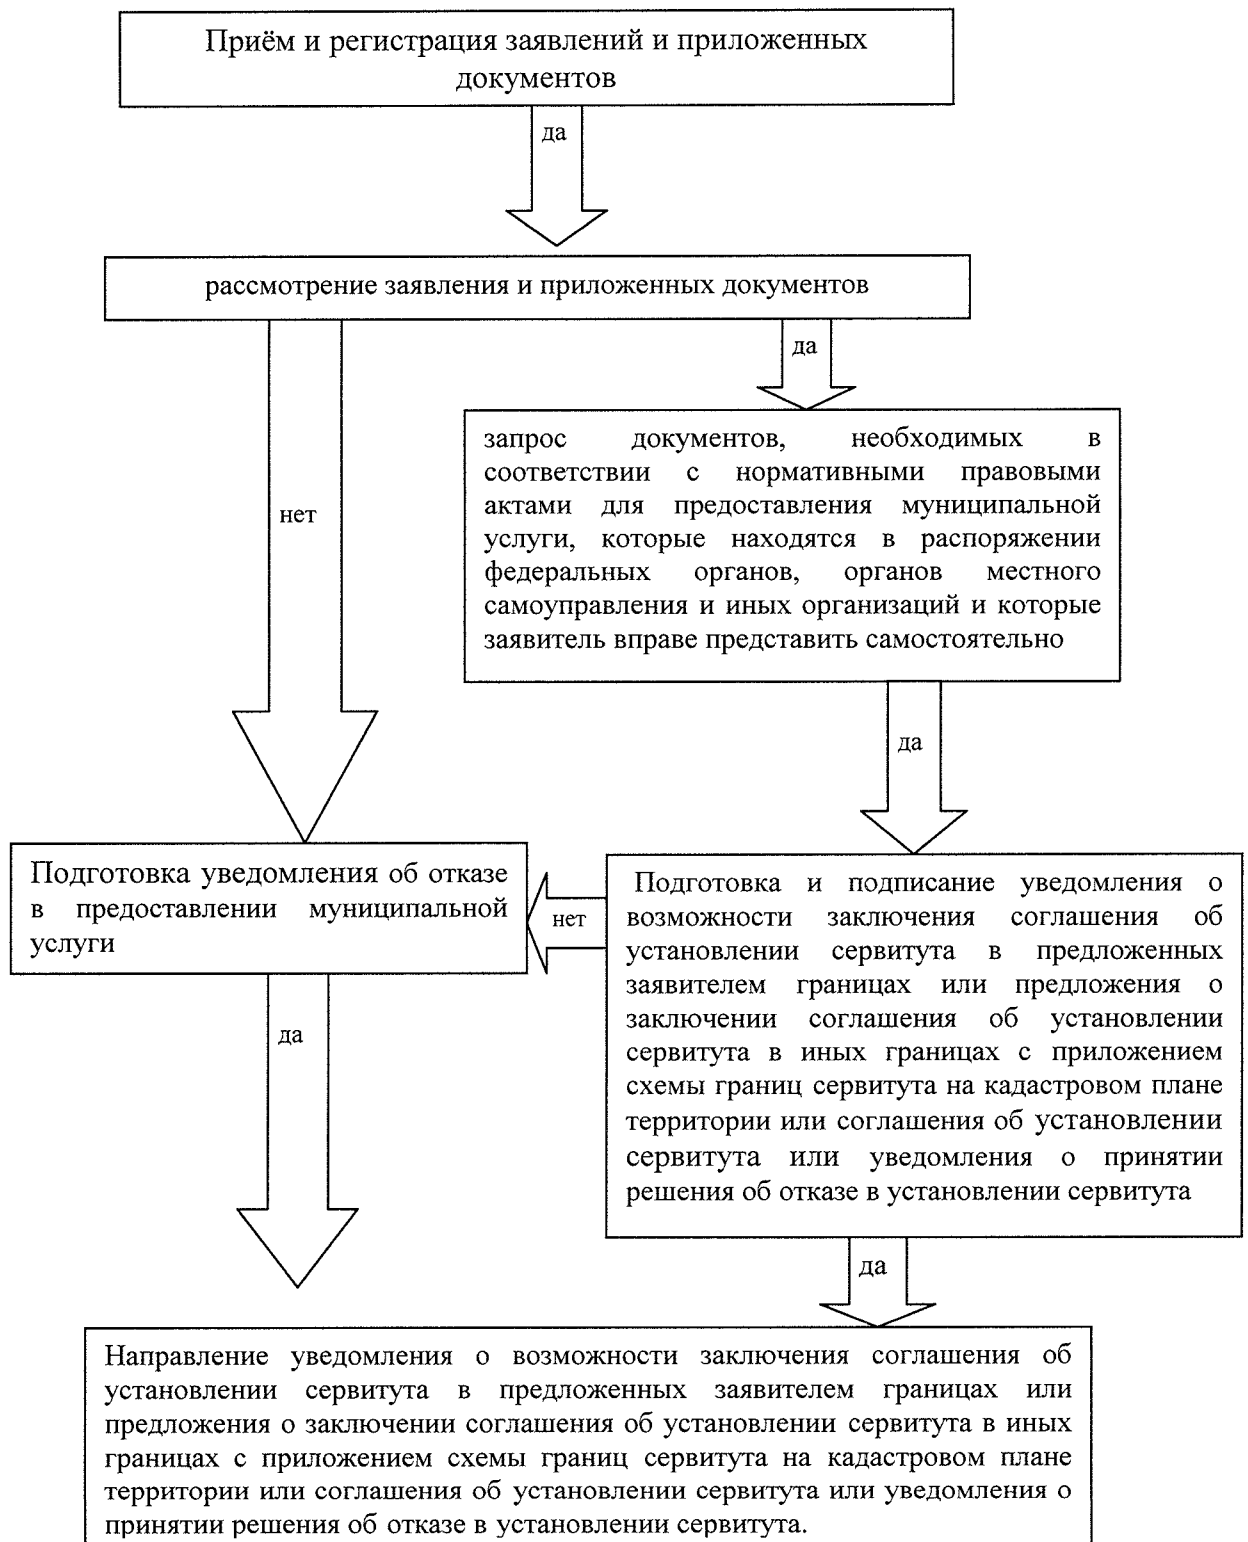 Приём и регистрация заявлений и приложенных
документов
да
рассмотрение заявления и приложенных документов
да
запрос документов, необходимых в
соответствии с нормативными правовыми
актами для предоставления муниципальной
услуги, которые находятся в распоряжении
федеральных органов, органов местного
самоуправления и иных организаций и которые
заявитель вправе представить самостоятельно
нет
да
Подготовка уведомления об отказе
в предоставлении муниципальной
услуги
нет
Подготовка и подписание уведомления о
возможности заключения соглашения об
установлении сервитута в предложенных
заявителем границах или предложения о
заключении соглашения об установлении
сервитута в иных границах с приложением
схемы границ сервитута на кадастровом плане
территории или соглашения об установлении
сервитута или уведомления о принятии
решения об отказе в установлении сервитута
да
да
Направление уведомления о возможности заключения соглашения об
установлении сервитута в предложенных заявителем границах или
предложения о заключении соглашения об установлении сервитута в иных
границах с приложением схемы границ сервитута на кадастровом плане
территории или соглашения об установлении сервитута или уведомления о
принятии решения об отказе в установлении сервитута.